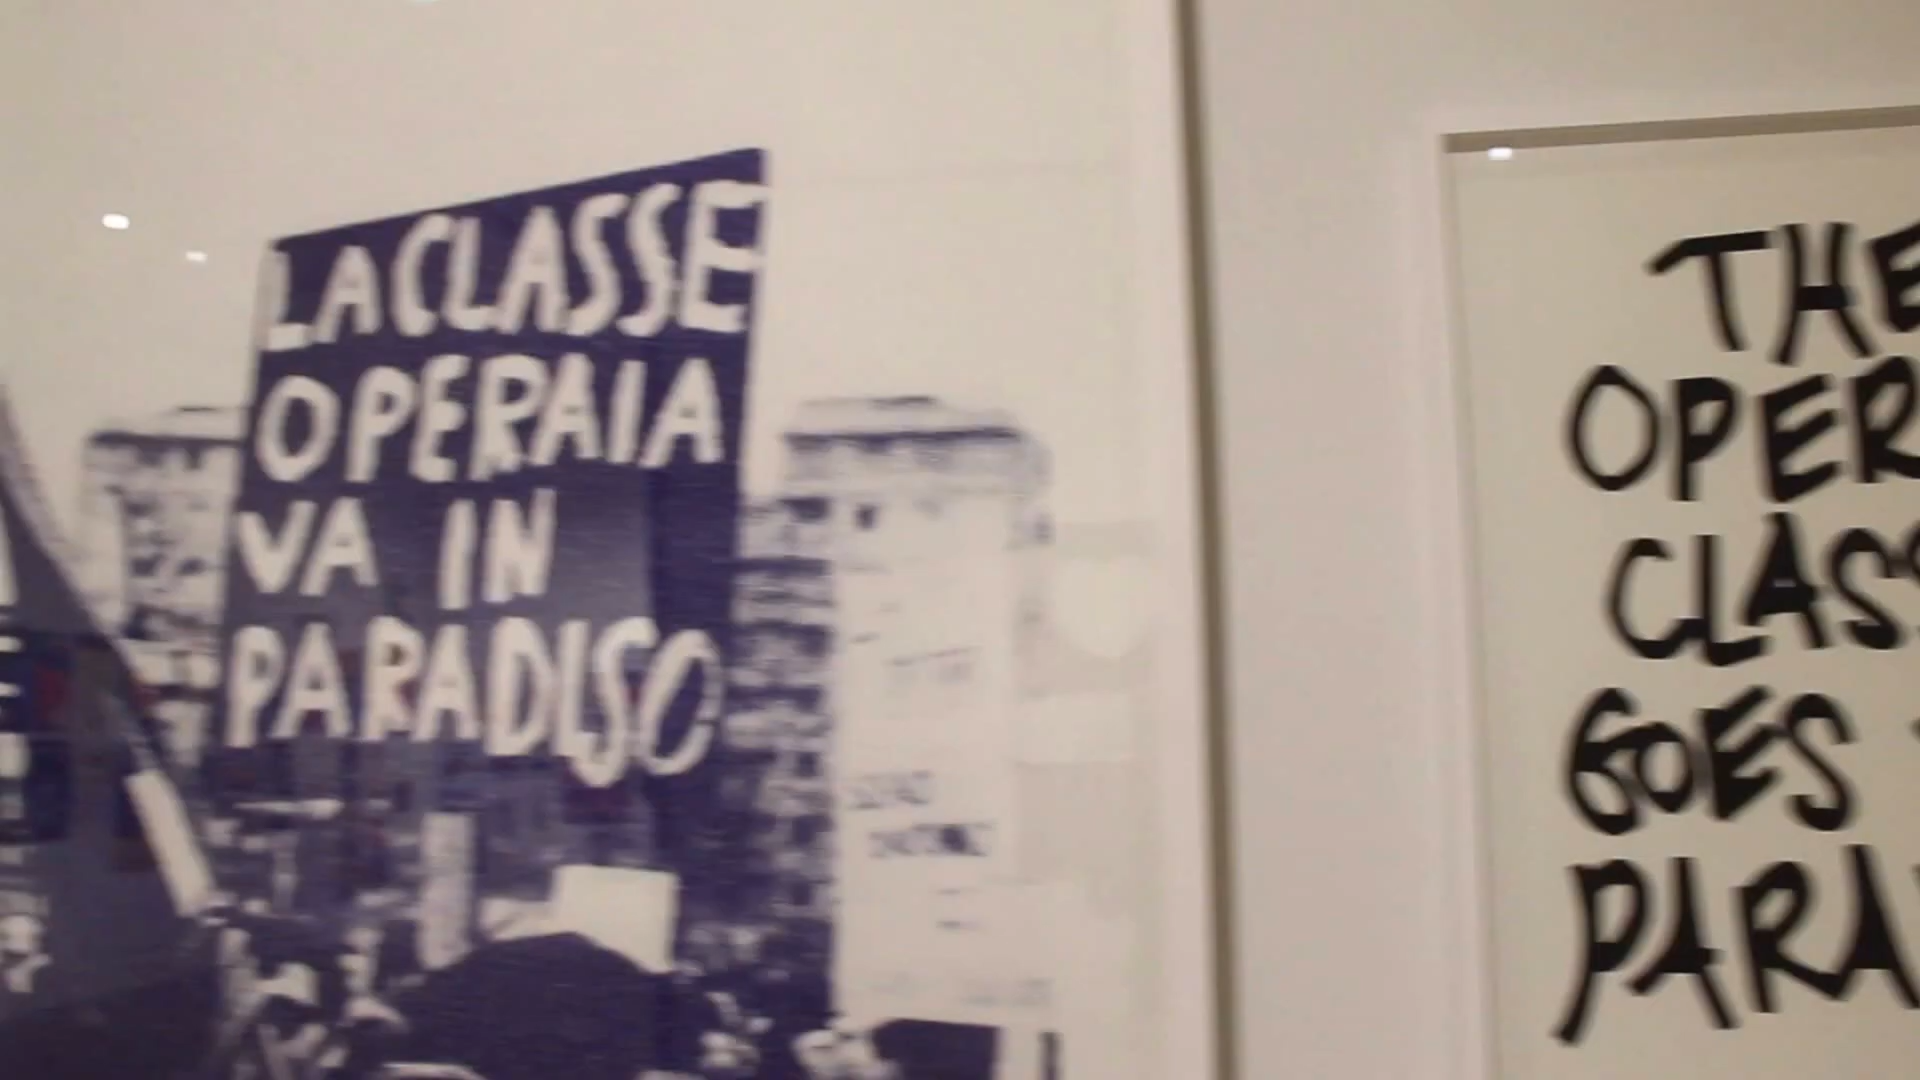 LA CLASSE
OPERAIA
VA IN
PARADISO
THE
OPER
CLASS
GOES
PARA